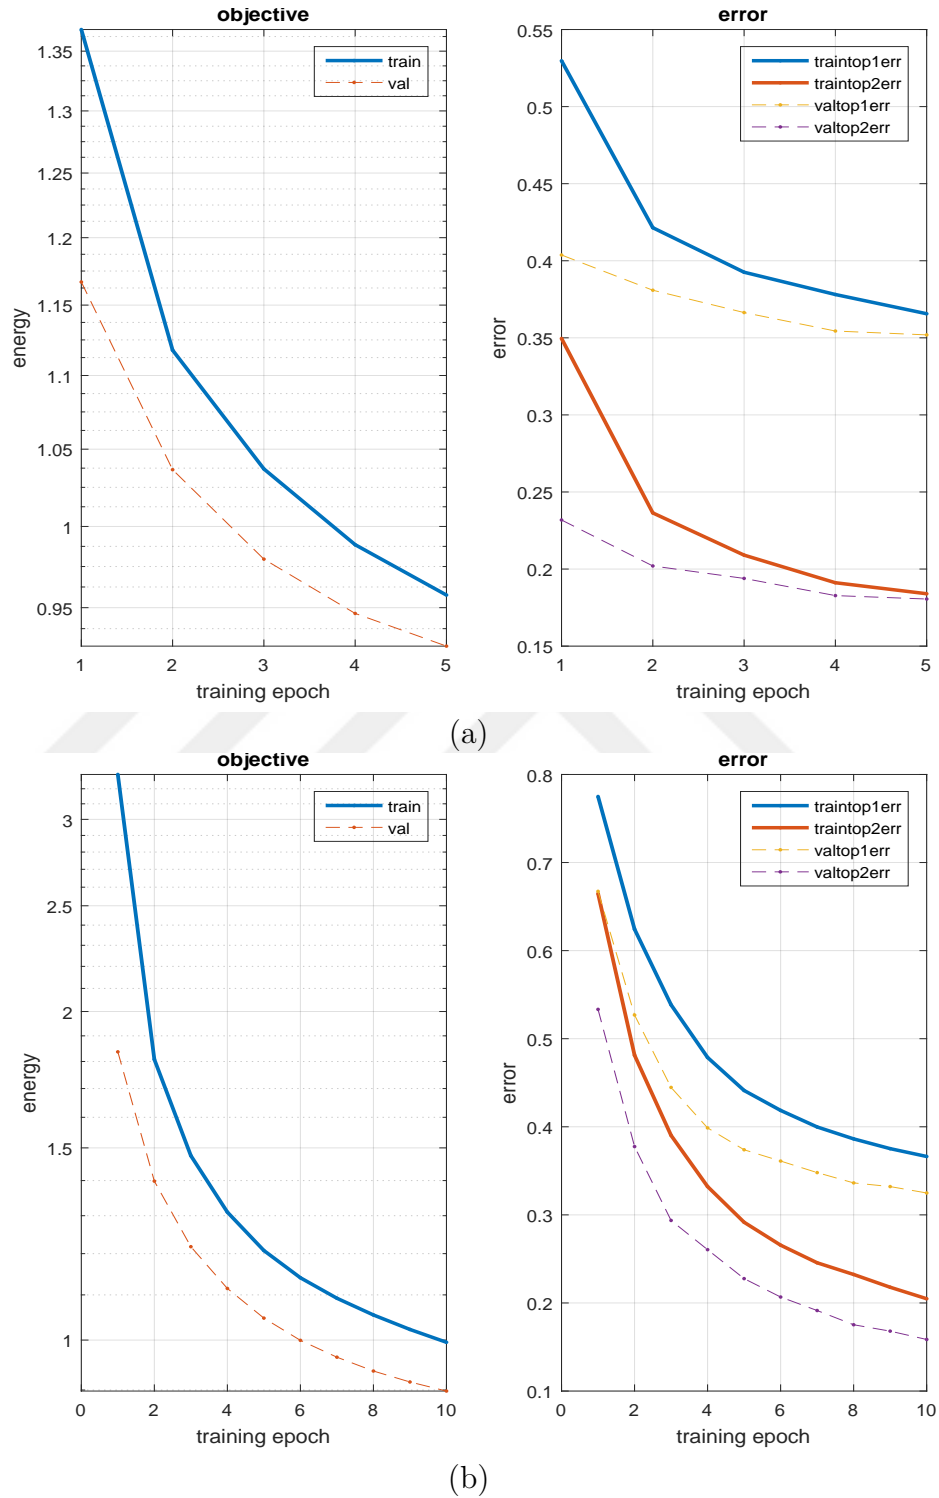 objective
energy
1.35
1.3
1.25
1.2
1.15
1.1
1.05
1
0.95
1 2 3 4 5
training epoch
train
val
error
error
0.55
0.5
0.45
0.4
0.35
0.3
0.25
0.2
0.15
1 2 3 4 5
training epoch
traintop1err
traintop2err
valtop1err
valtop2err
(a)
objective
energy
3
2.5
2
1.5
1
0 2 4 6 8 10
training epoch
train
val
error
error
0.8
0.7
0.6
0.5
0.4
0.3
0.2
0.1
0 2 4 6 8 10
training epoch
traintop1err
traintop2err
valtop1err
valtop2err
(b)